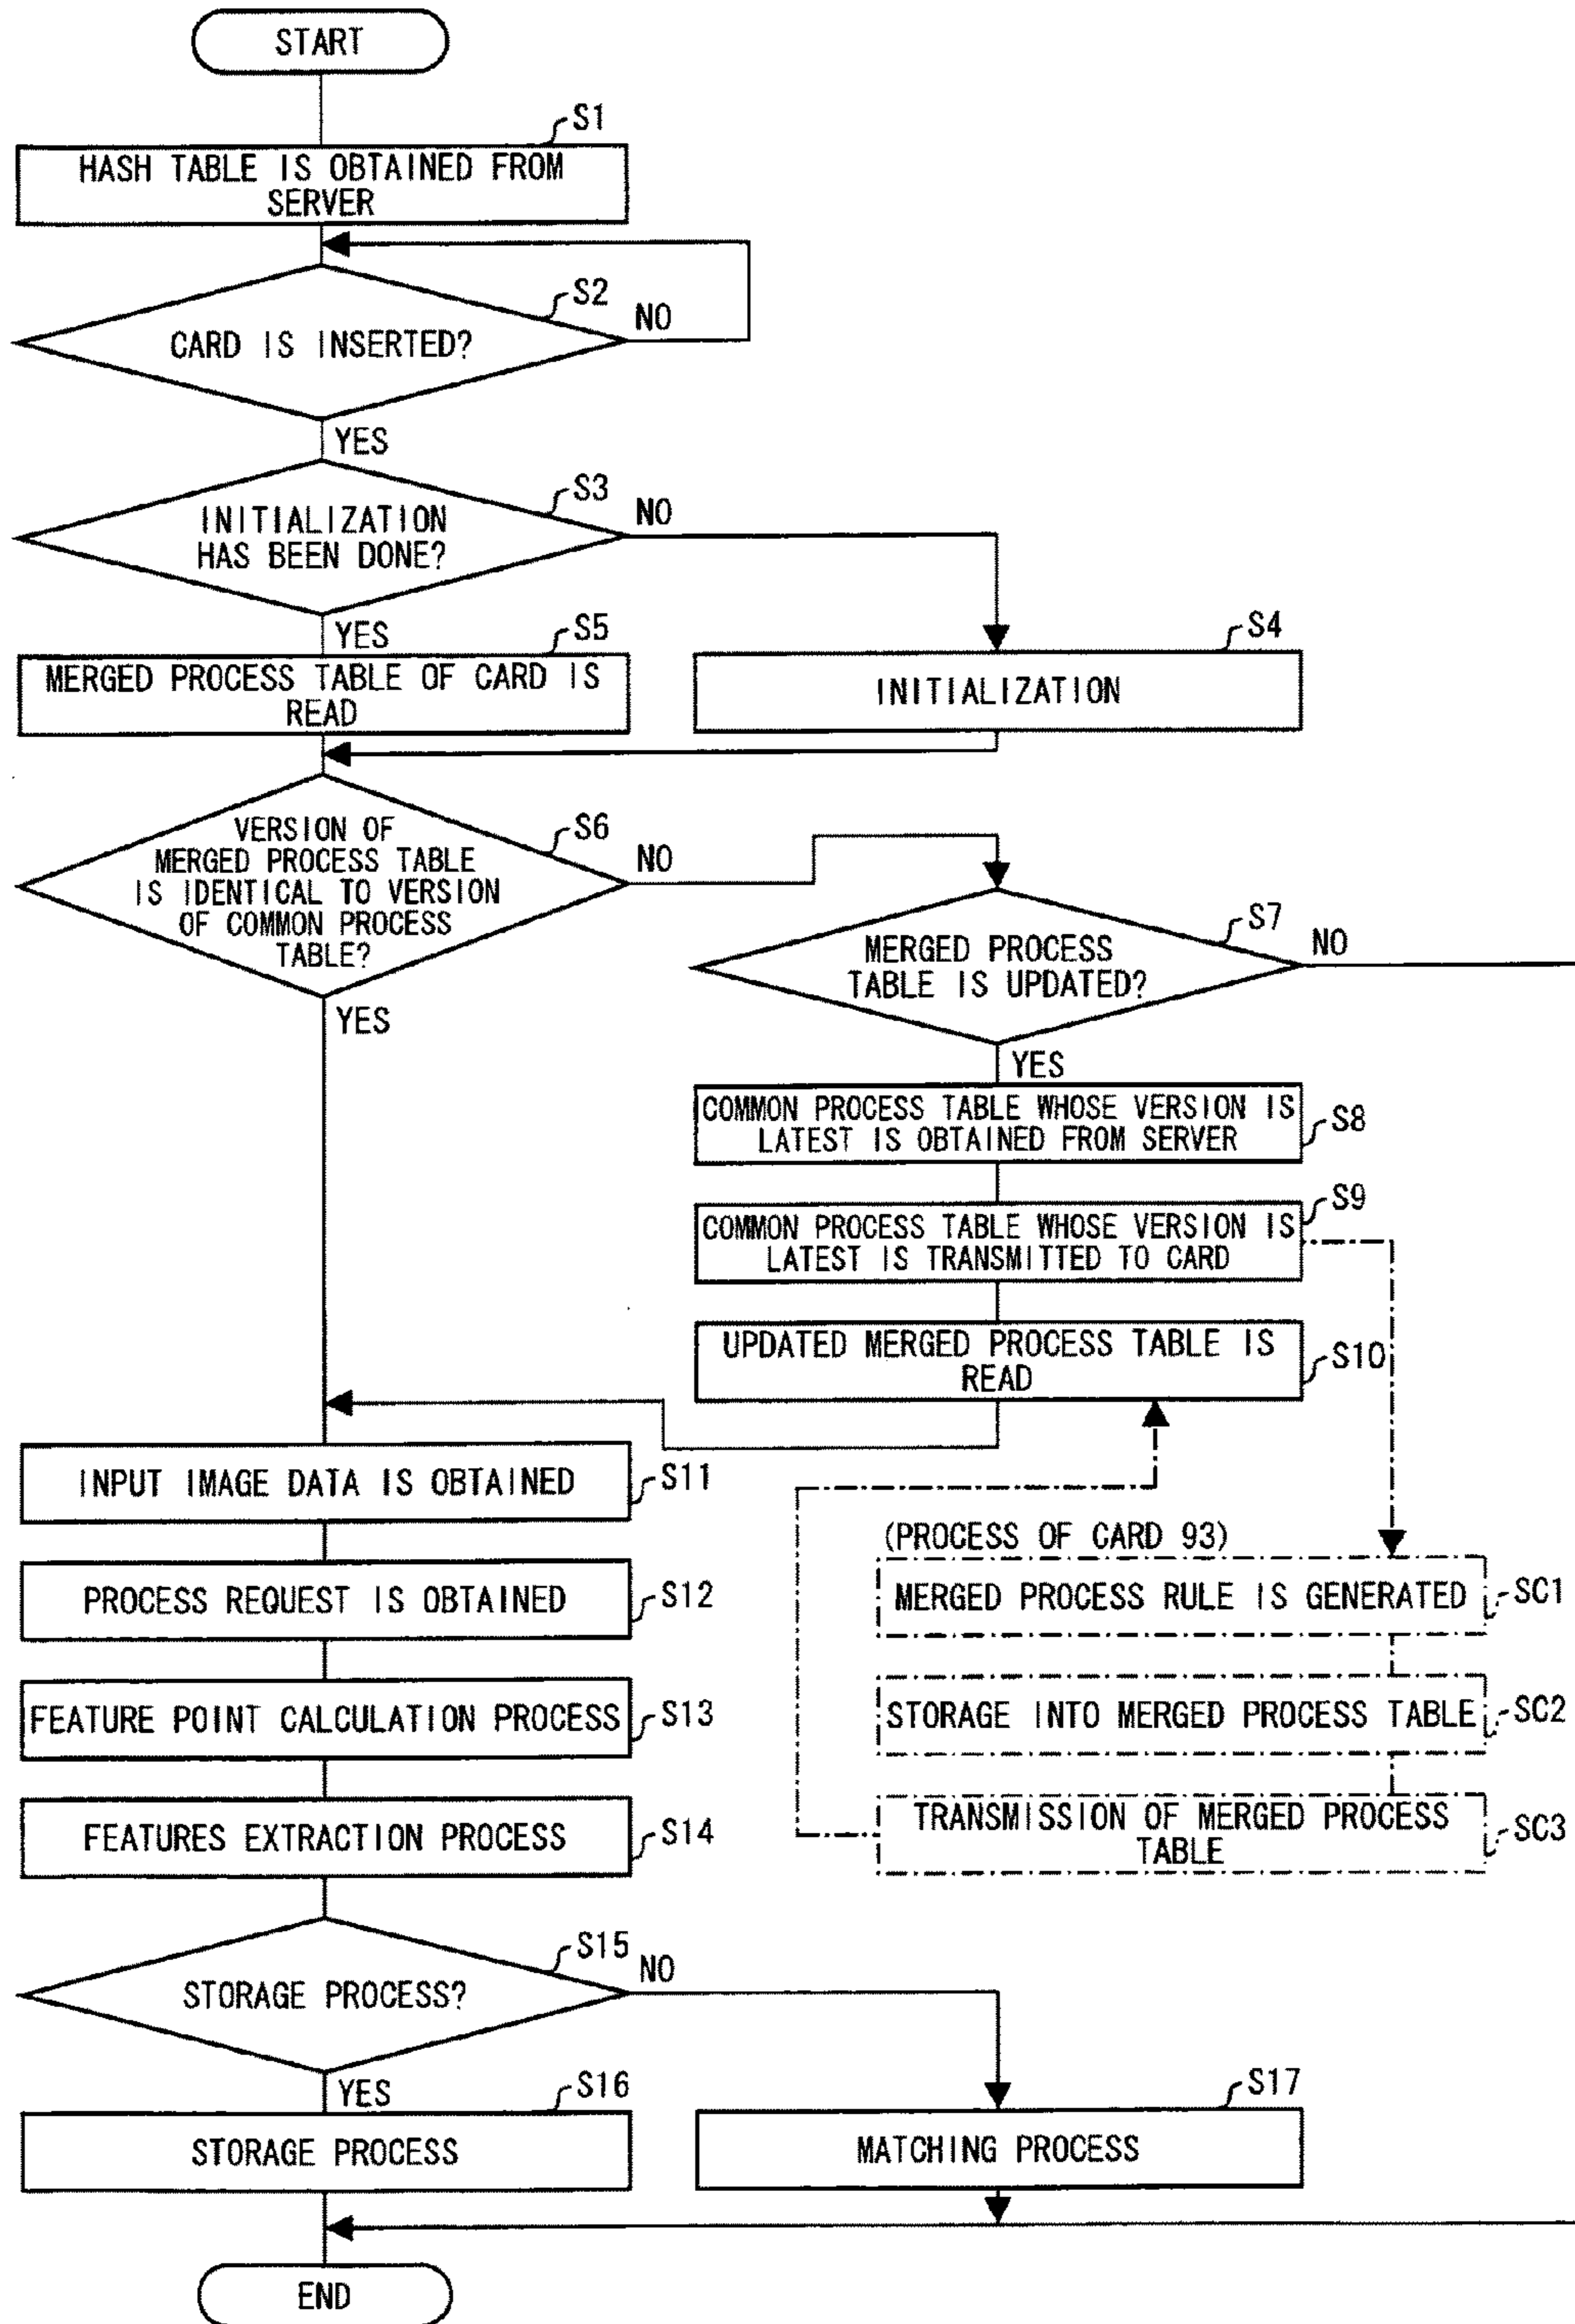 START
S1
HASH TABLE IS OBTAINED FROM
SERVER
S2
NO
CARD IS INSERTED?
YES
S3
NO
INITIALIZATION
HAS BEEN DONE?
YES
S5
MERGED PROCESS TABLE OF CARD IS
READ
S4
INITIALIZATION
S6
NO
VERSION OF
MERGED PROCESS TABLE
IS IDENTICAL TO VERSION
OF COMMON PROCESS
TABLE?
YES
S7
NO
MERGED PROCESS
TABLE IS UPDATED?
YES
COMMON PROCESS TABLE WHOSE VERSION IS
LATEST IS OBTAINED FROM SERVER
S8
S9
COMMON PROCESS TABLE WHOSE VERSION IS
LATEST IS TRANSMITTED TO CARD
UPDATED MERGED PROCESS TABLE IS
READ
S10
INPUT IMAGE DATA IS OBTAINED
S11
(PROCESS OF CARD 93)
PROCESS REQUEST IS OBTAINED
S12
MERGED PROCESS RULE IS GENERATED
SC1
FEATURE POINT CALCULATION PROCESS
S13
STORAGE INTO MERGED PROCESS TABLE
SC2
FEATURES EXTRACTION PROCESS
S14
TRANSMISSION OF MERGED PROCESS
TABLE
SC3
S15
NO
STORAGE PROCESS?
YES
S16
STORAGE PROCESS
S17
MATCHING PROCESS
END